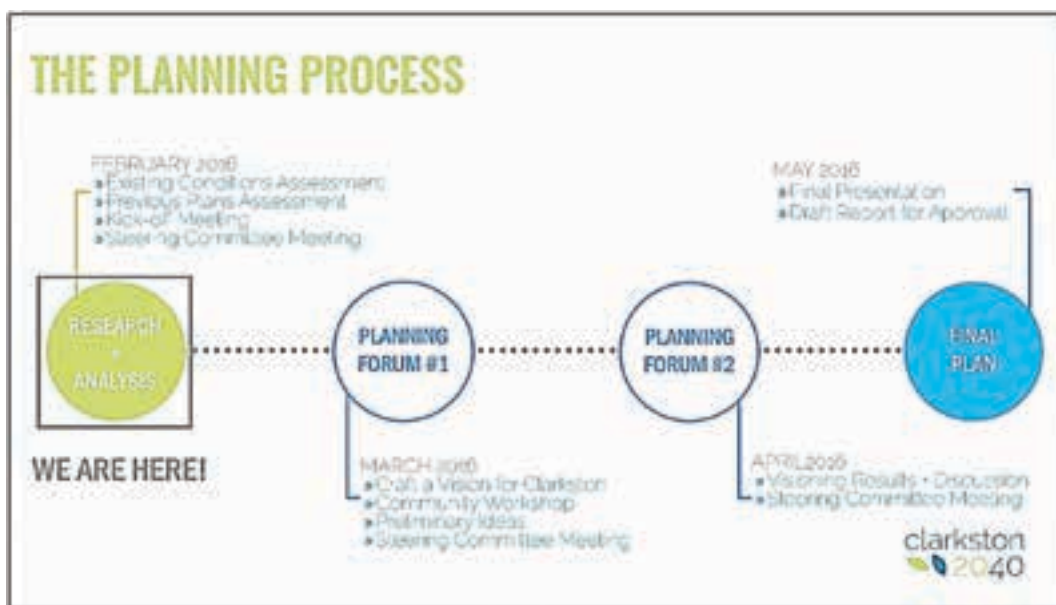 THE PLANNING PROCESS
FEBRUARY 2016
Existing Conditions Assessment
Previous Plans Assessment
Kick-off Meeting
Steering Committee Meeting
MAY 2016
Final Presentation
Draft Report for Approval
RESEARCH
+
ANALYSIS
PLANNING
FORUM #1
PLANNING
FORUM #2
FINAL
PLAN
WE ARE HERE!
MARCH 2016
Craft a Vision for Clarkston
Community Workshop
Preliminary Ideas
Steering Committee Meeting
APRIL 2016
Visioning Results + Discussion
Steering Committee Meeting
clarkston
2040